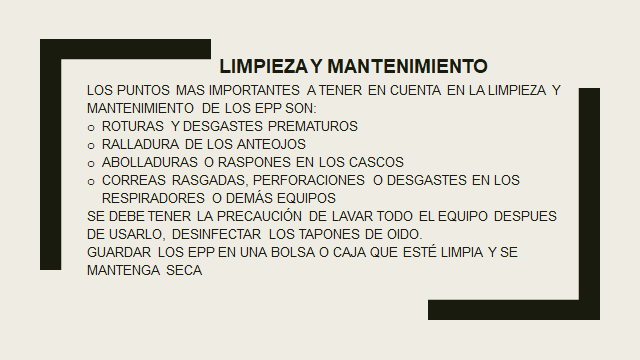 LIMPIEZA Y MANTENIMIENTO
LOS PUNTOS MAS IMPORTANTES A TENER EN CUENTA EN LA LIMPIEZA Y
MANTENIMIENTO DE LOS EPP SON:
o ROTURAS Y DESGASTES PREMATUROS
o RALLADURA DE LOS ANTEOJOS
o ABOLLADURAS O RASPONES EN LOS CASCOS
o CORREAS RASGADAS, PERFORACIONES O DESGASTES EN LOS
RESPIRADORES O DEMÁS EQUIPOS
SE DEBE TENER LA PRECAUCIÓN DE LAVAR TODO EL EQUIPO DESPUES
DE USARLO, DESINFECTAR LOS TAPONES DE OIDO.
GUARDAR LOS EPP EN UNA BOLSA O CAJA QUE ESTÉ LIMPIA Y SE
MANTENGA SECA